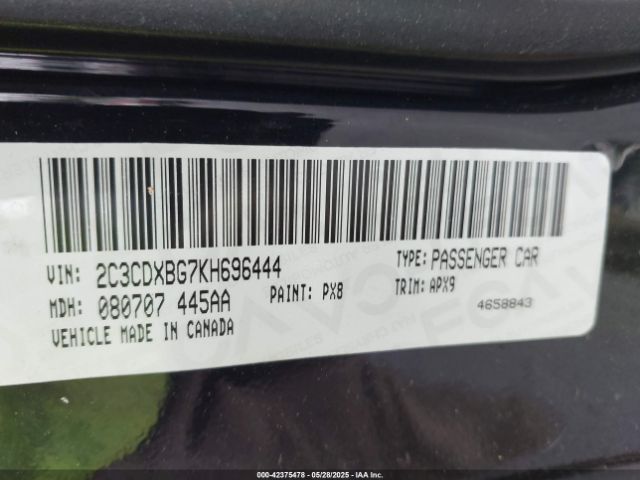 VIN: 2C3CDXBG7KH696444
TYPE: PASSENGER CAR
MDH: 080707 445AA
PAINT: PX8
TRIM: APX9
4658843
VEHICLE MADE IN CANADA
000-42375478 | 05/28/2025 | IAA Inc.